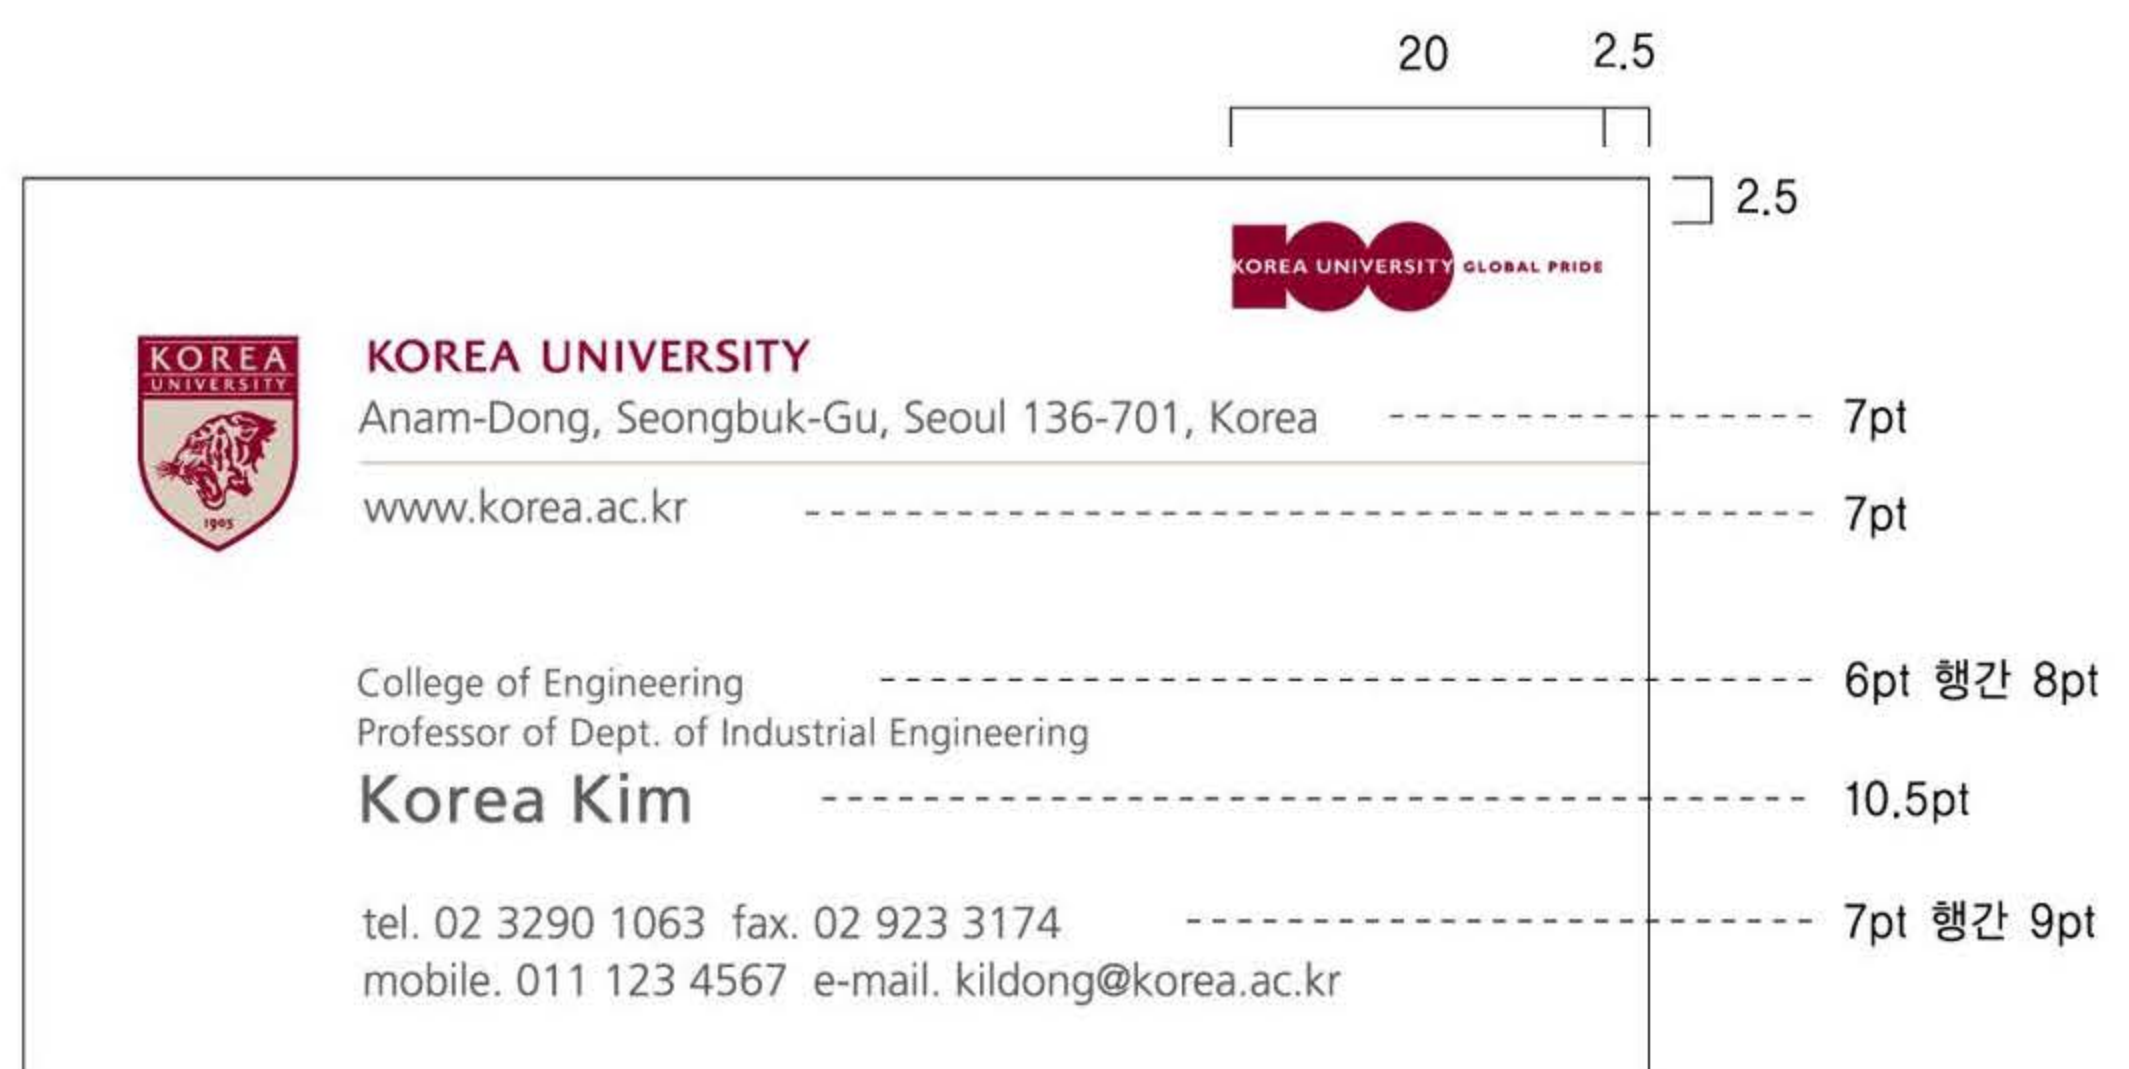 20 2.5
2.5
KOREA UNIVERSITY GLOBAL PRIDE
KOREA
UNIVERSITY
1905
KOREA UNIVERSITY
Anam-Dong, Seongbuk-Gu, Seoul 136-701, Korea 7pt
www.korea.ac.kr 7pt
College of Engineering 6pt 행간 8pt
Professor of Dept. of Industrial Engineering
Korea Kim 10.5pt
tel. 02 3290 1063 fax. 02 923 3174 7pt 행간 9pt
mobile. 011 123 4567 e-mail. kildong@korea.ac.kr